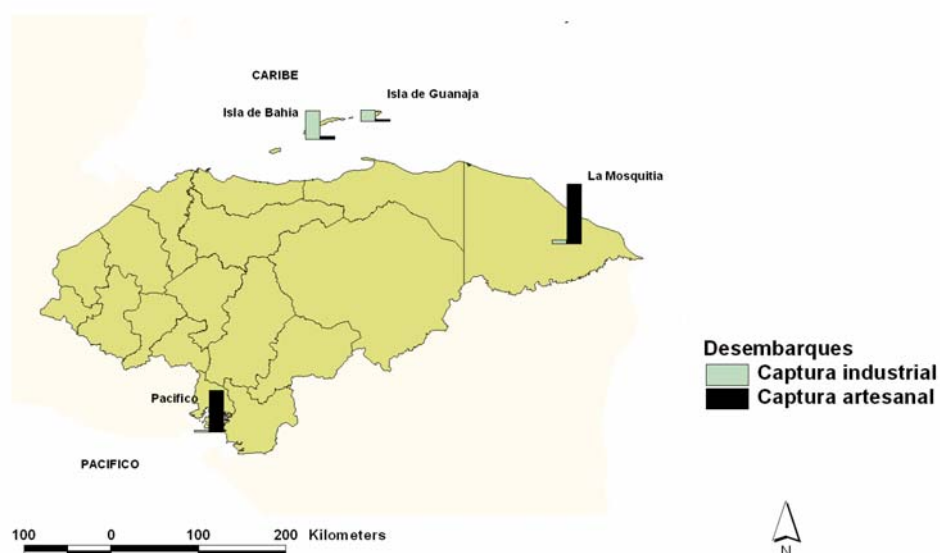 CARIBE
Isla de Guanaja
Isla de Bahía
La Mosquitia
Desembarques
Captura industrial
Captura artesanal
Pacifico
PACIFICO
100 0 100 200 Kilometers
N